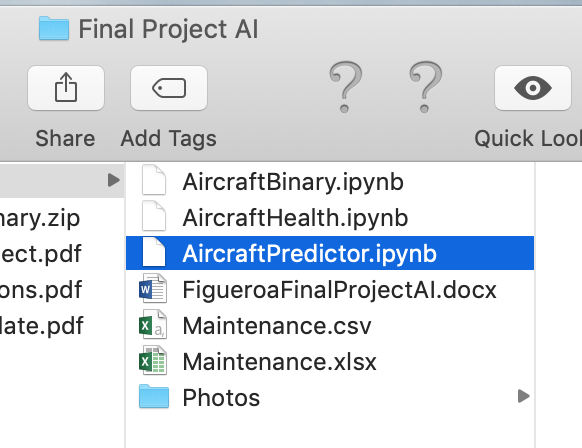 Final Project AI
Share
Add Tags
Quick Look
AircraftBinary.ipynb
nary.zip
AircraftHealth.ipynb
ect.pdf
AircraftPredictor.ipynb
ons.pdf
FigueroaFinalProjectAI.docx
late.pdf
Maintenance.csv
Maintenance.xlsx
Photos